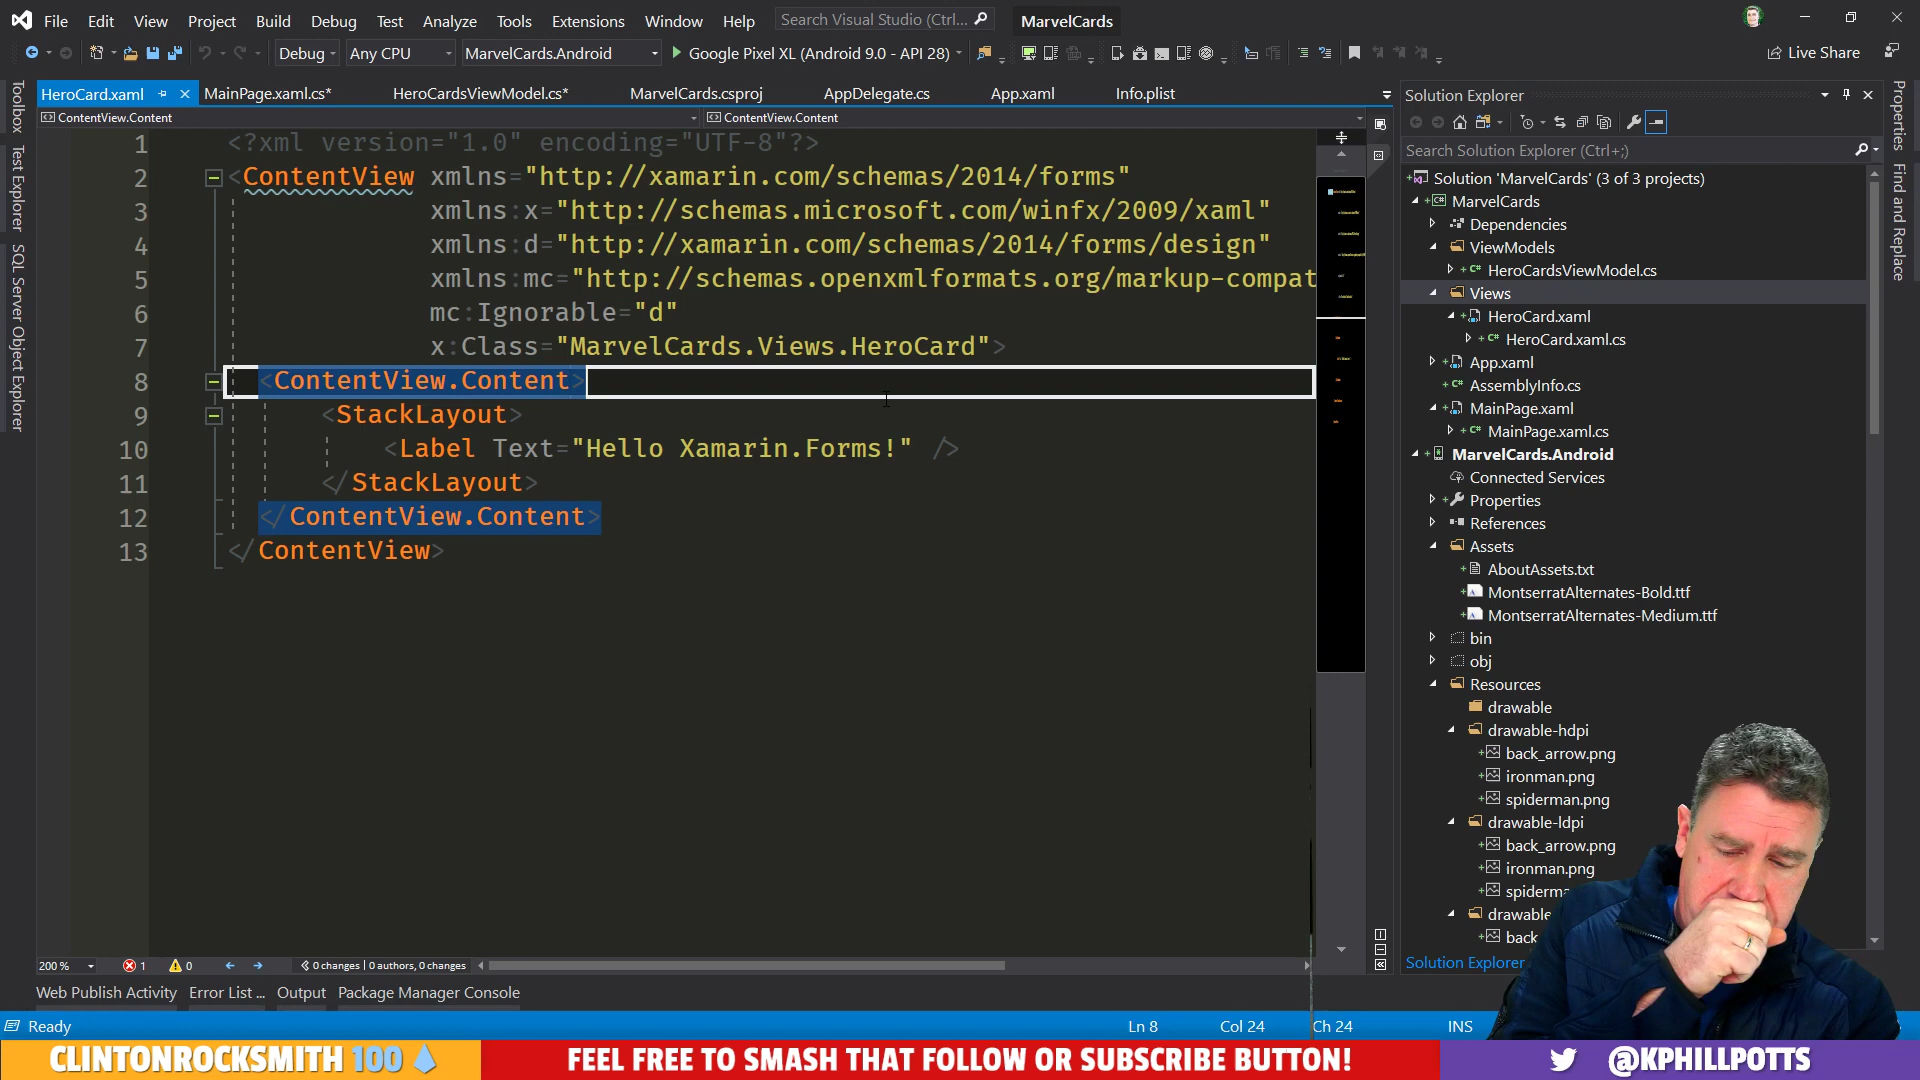 File Edit View Project Build Debug Test Analyze Tools Extensions Window Help Search Visual Studio (Ctrl... MarvelCards
Debug Any CPU MarvelCards.Android Google Pixel XL (Android 9.0 - API 28) Live Share
HeroCard.xaml MainPage.xaml.cs* HeroCardsViewModel.cs* MarvelCards.csproj AppDelegate.cs App.xaml Info.plist
ContentView.Content ContentView.Content
Toolbox
Test Explorer
SQL Server Object Explorer
1 <?xml version="1.0" encoding="UTF-8"?>
2 <ContentView xmlns="http://xamarin.com/schemas/2014/forms"
3 xmlns:x="http://schemas.microsoft.com/winfx/2009/xaml"
4 xmlns:d="http://xamarin.com/schemas/2014/forms/design"
5 xmlns:mc="http://schemas.openxmlformats.org/markup-compat
6 mc:Ignorable="d"
7 x:Class="MarvelCards.Views.HeroCard">
8 <ContentView.Content>
9 <StackLayout>
10 <Label Text="Hello Xamarin.Forms!" />
11 </StackLayout>
12 </ContentView.Content>
13 </ContentView>
Solution Explorer
Search Solution Explorer (Ctrl+;)
Solution 'MarvelCards' (3 of 3 projects)
MarvelCards
Dependencies
ViewModels
HeroCardsViewModel.cs
Views
HeroCard.xaml
HeroCard.xaml.cs
App.xaml
AssemblyInfo.cs
MainPage.xaml
MainPage.xaml.cs
MarvelCards.Android
Connected Services
Properties
References
Assets
AboutAssets.txt
MontserratAlternates-Bold.ttf
MontserratAlternates-Medium.ttf
bin
obj
Resources
drawable
drawable-hdpi
back_arrow.png
ironman.png
spiderman.png
drawable-ldpi
back_arrow.png
ironman.png
spiderma
drawable
back
Solution Explorer
Properties
Find and Replace
200 % 1 0 0 changes | 0 authors, 0 changes
Web Publish Activity Error List ... Output Package Manager Console
Ready Ln 8 Col 24 Ch 24 INS
CLINTONROCKSMITH 100 FEEL FREE TO SMASH THAT FOLLOW OR SUBSCRIBE BUTTON! @KPHILLPOTTS